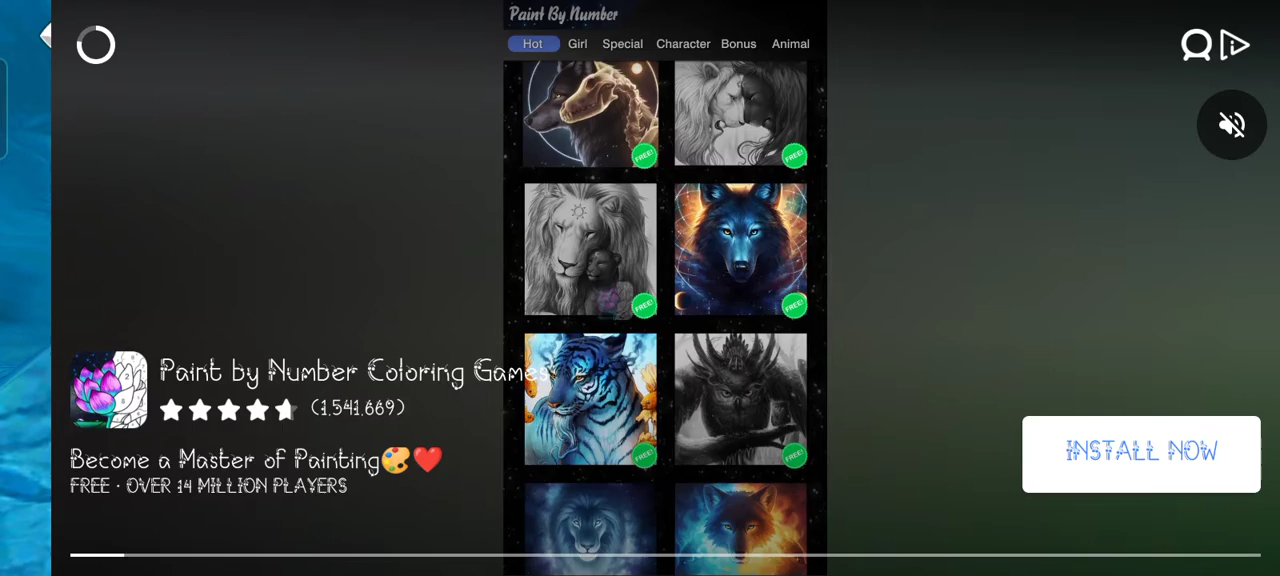 Paint By Number
Hot Girl Special Character Bonus Animal
FREE!
FREE!
FREE!
FREE!
FREE!
FREE!
Paint by Number Coloring Games
(1,541,669)
Become a Master of Painting🎨❤️
FREE · OVER 14 MILLION PLAYERS
INSTALL NOW